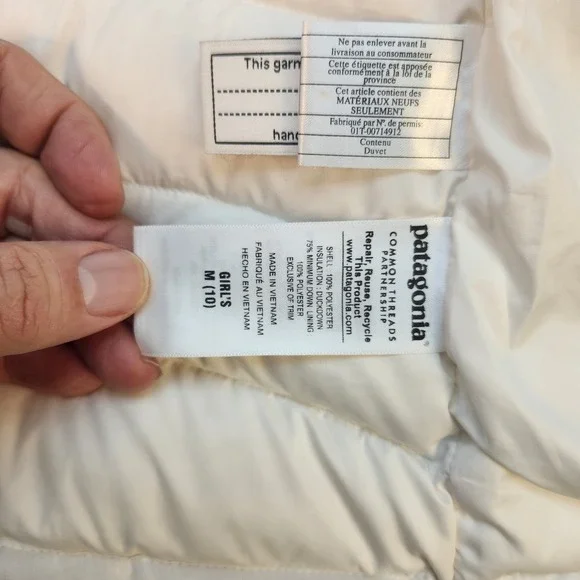 This garm
hand
Ne pas enlever avant la
livraison au consommateur
Cette étiquette est apposée
conformément à la loi de la
province
Cet article contient des
MATÉRIAUX NEUFS
SEULEMENT
Fabriqué par Nº. de permis:
01T-00714912
Contenu
Duvet
patagonia®
COMMON THREADS
PARTNERSHIP
Repair, Reuse, Recycle
This Product
www.patagonia.com
SHELL: 100% POLYESTER
INSULATION: DUCKDOWN
75% MINIMUM DOWN. LINING:
100% POLYESTER
EXCLUSIVE OF TRIM
MADE IN VIETNAM
FABRIQUÉ AU VIETNAM
HECHO EN VIETNAM
GIRL'S
M (10)